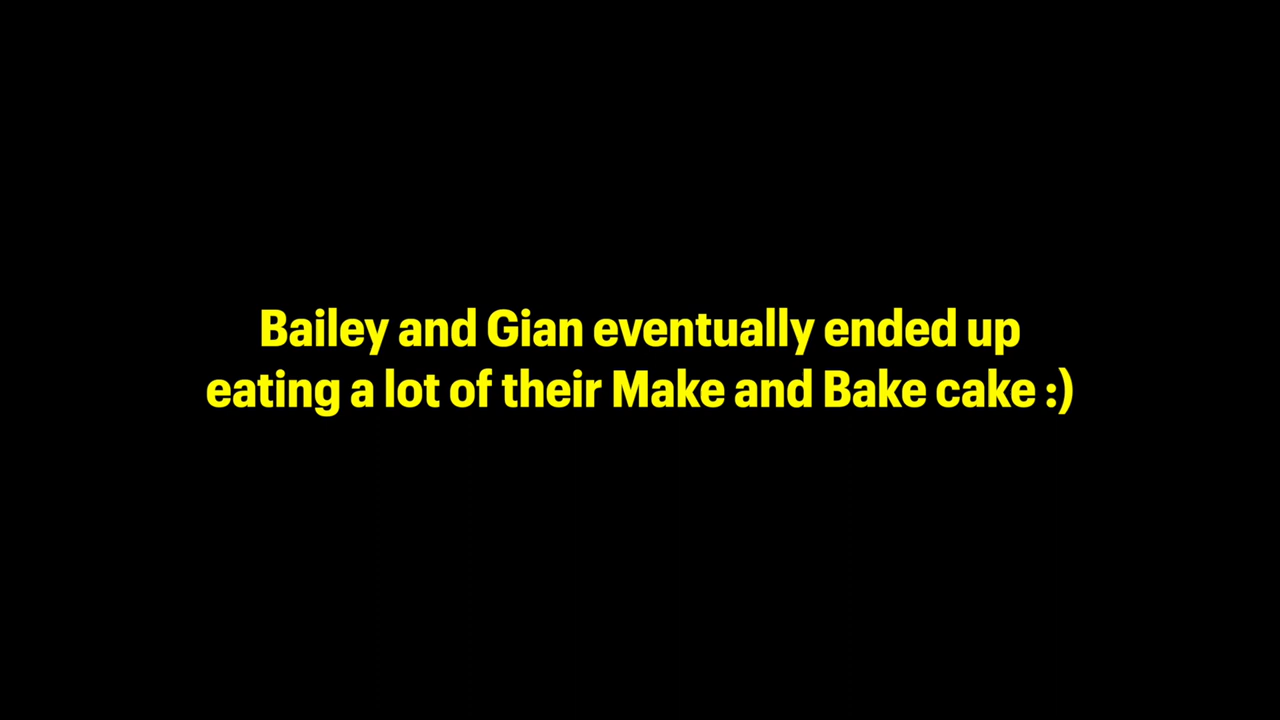 Bailey and Gian eventually ended up
eating a lot of their Make and Bake cake :)